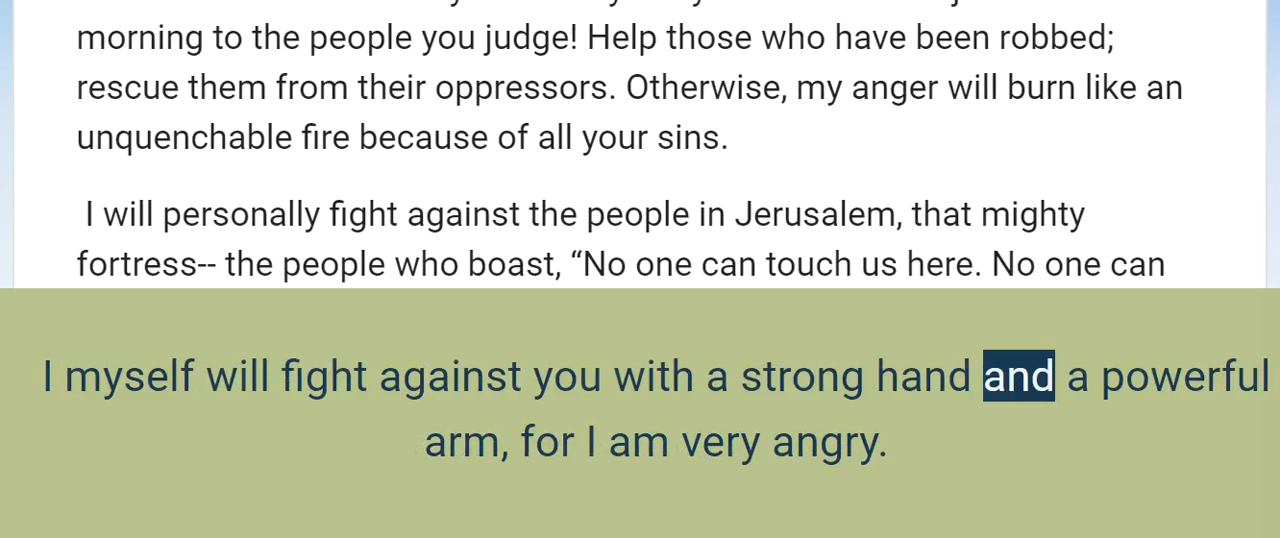 morning to the people you judge! Help those who have been robbed;
rescue them from their oppressors. Otherwise, my anger will burn like an
unquenchable fire because of all your sins.
I will personally fight against the people in Jerusalem, that mighty
fortress-- the people who boast, “No one can touch us here. No one can
I myself will fight against you with a strong hand and a powerful
arm, for I am very angry.